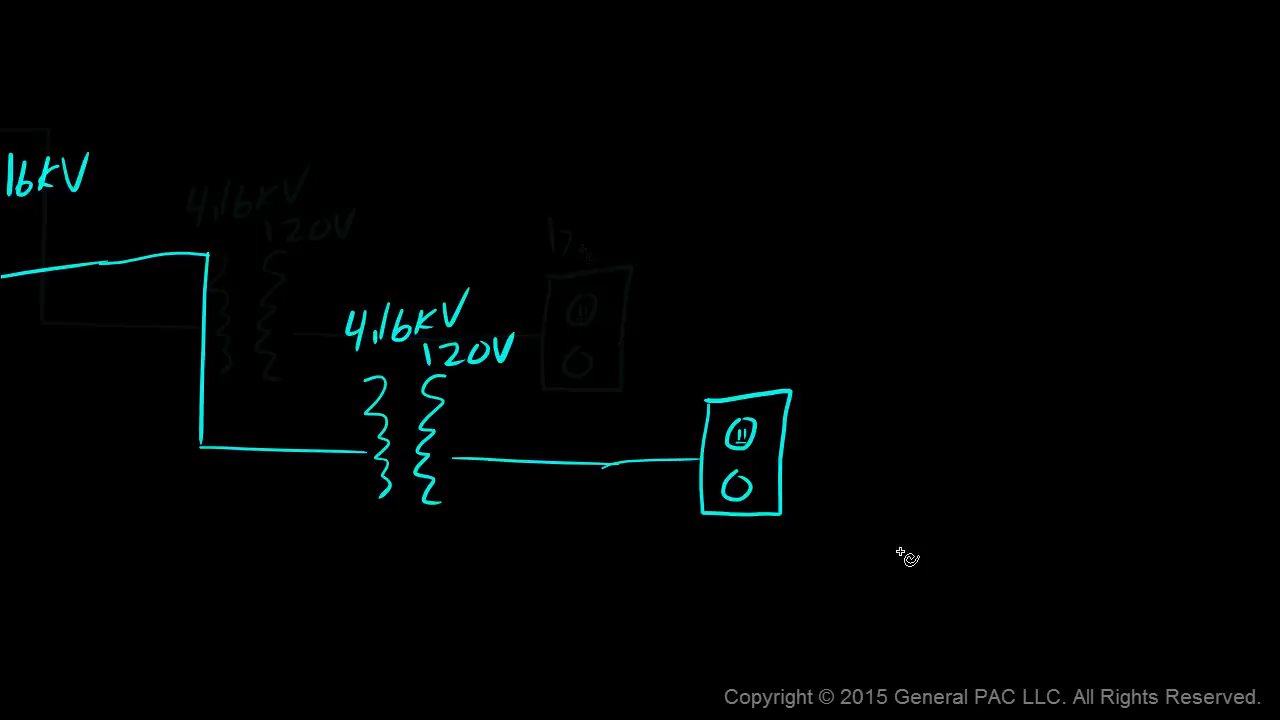 16kV
4.16kV
120V
4.16kV
120V
Copyright © 2015 General PAC LLC. All Rights Reserved.